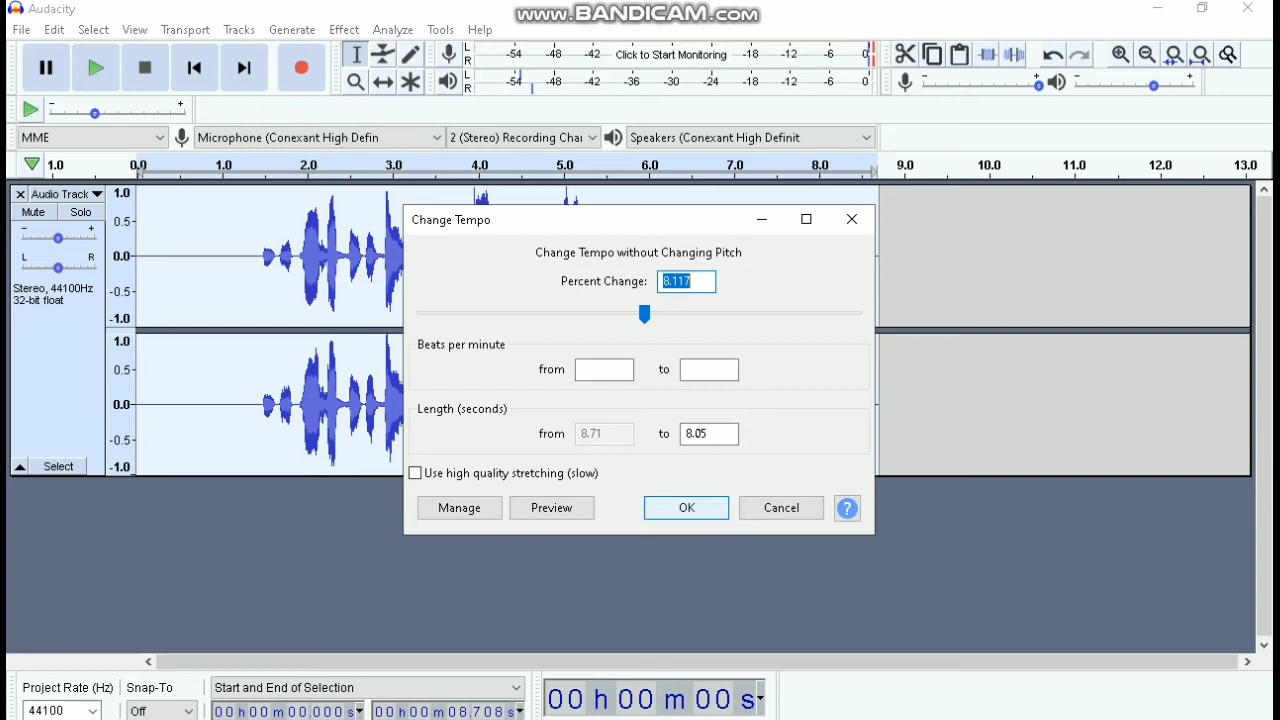 Audacity
www.BANDICAM.com
File Edit Select View Transport Tracks Generate Effect Analyze Tools Help
L R -54 -48 -42 Click to Start Monitoring -18 -12 -6 0
L R -54 -48 -42 -36 -30 -24 -18 -12 -6 0
- + - +
- +
MME Microphone (Conexant High Defin 2 (Stereo) Recording Chai Speakers (Conexant High Definit
1.0 0.0 1.0 2.0 3.0 4.0 5.0 6.0 7.0 8.0 9.0 10.0 11.0 12.0 13.0
Audio Track
Mute Solo
- +
L R
Stereo, 44100Hz
32-bit float
Select
1.0
0.5
0.0
-0.5
-1.0
1.0
0.5
0.0
-0.5
-1.0
Change Tempo
Change Tempo without Changing Pitch
Percent Change: 8.117
Beats per minute
from to
Length (seconds)
from 8.71 to 8.05
Use high quality stretching (slow)
Manage Preview OK Cancel ?
Project Rate (Hz) Snap-To Start and End of Selection
44100 Off 00 h 00 m 00.000 s 00 h 00 m 08.708 s
00 h 00 m 00 s